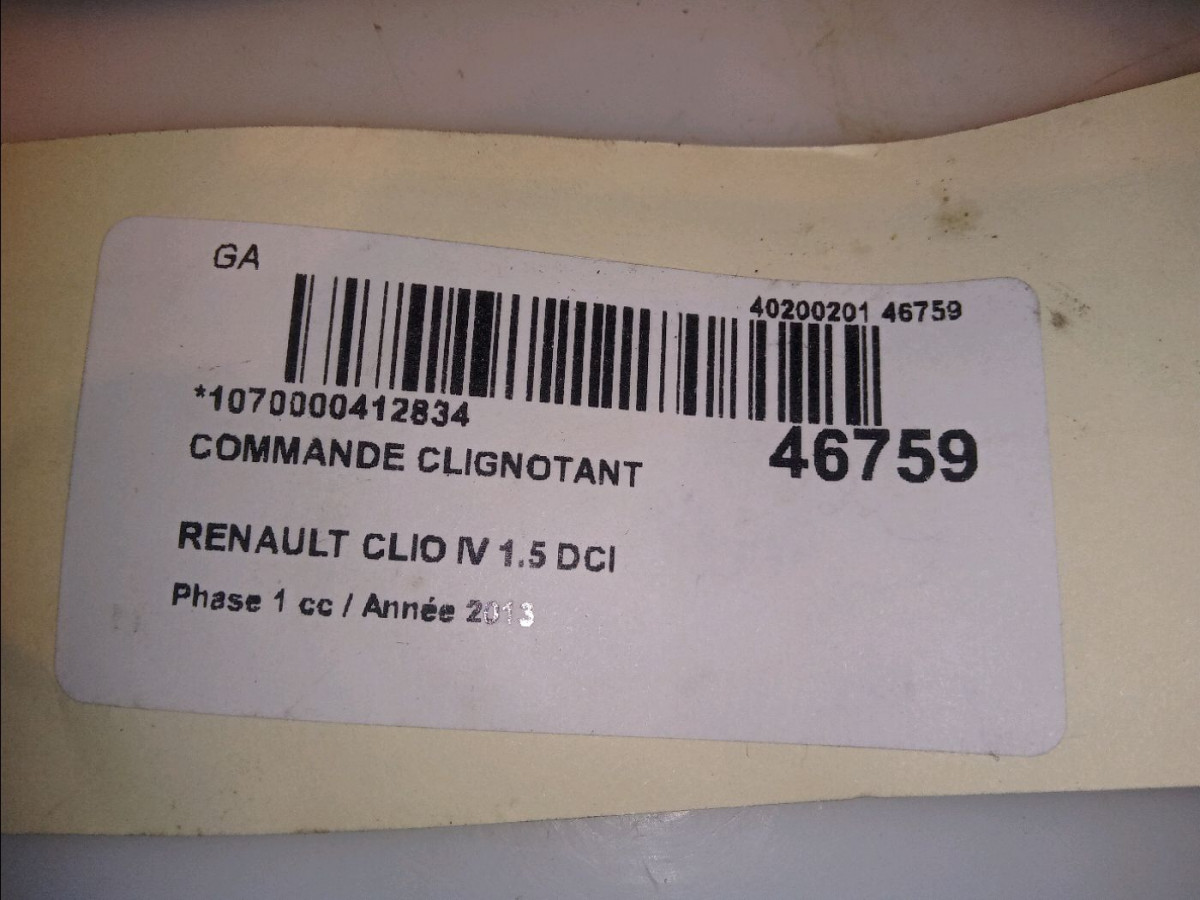 GA
40200201 46759
*1070000412834
46759
COMMANDE CLIGNOTANT
RENAULT CLIO IV 1.5 DCI
Phase 1 cc / Année 2013